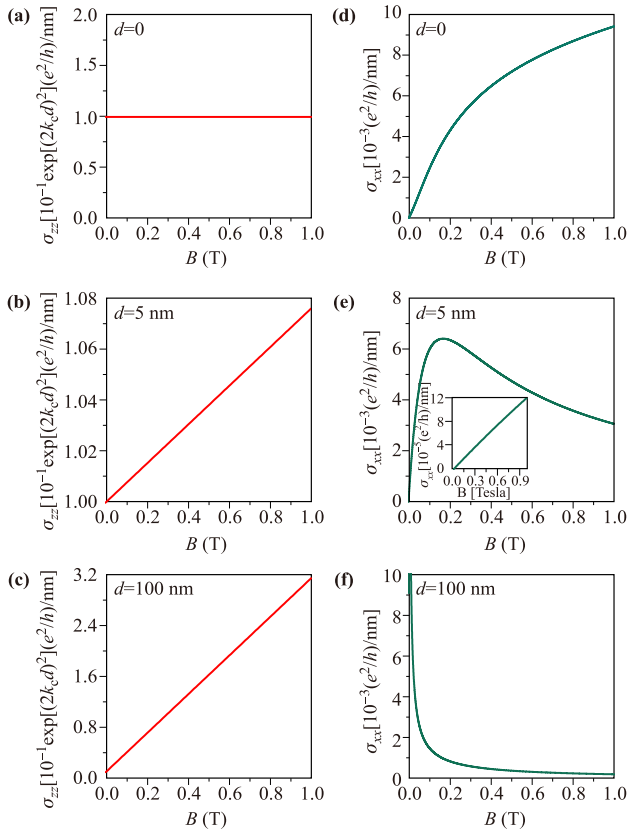 (a)
d=0
2.0
1.5
1.0
0.5
0.0
σzz[10⁻¹exp[(2kcd)²](e²/h)/nm]
0.0 0.2 0.4 0.6 0.8 1.0
B (T)
(d)
d=0
10
8
6
4
2
0
σxx[10⁻³(e²/h)/nm]
0.0 0.2 0.4 0.6 0.8 1.0
B (T)
(b)
d=5 nm
1.08
1.06
1.04
1.02
1.00
σzz[10⁻¹exp[(2kcd)²](e²/h)/nm]
0.0 0.2 0.4 0.6 0.8 1.0
B (T)
(e)
d=5 nm
8
6
4
2
0
σxx[10⁻³(e²/h)/nm]
12
8
4
0
σxx[10⁻⁵(e²/h)/nm]
0.0 0.3 0.6 0.9
B [Tesla]
0.0 0.2 0.4 0.6 0.8 1.0
B (T)
(c)
d=100 nm
3.2
2.4
1.6
0.8
0.0
σzz[10⁻¹exp[(2kcd)²](e²/h)/nm]
0.0 0.2 0.4 0.6 0.8 1.0
B (T)
(f)
d=100 nm
10
8
6
4
2
0
σxx[10⁻³(e²/h)/nm]
0.0 0.2 0.4 0.6 0.8 1.0
B (T)